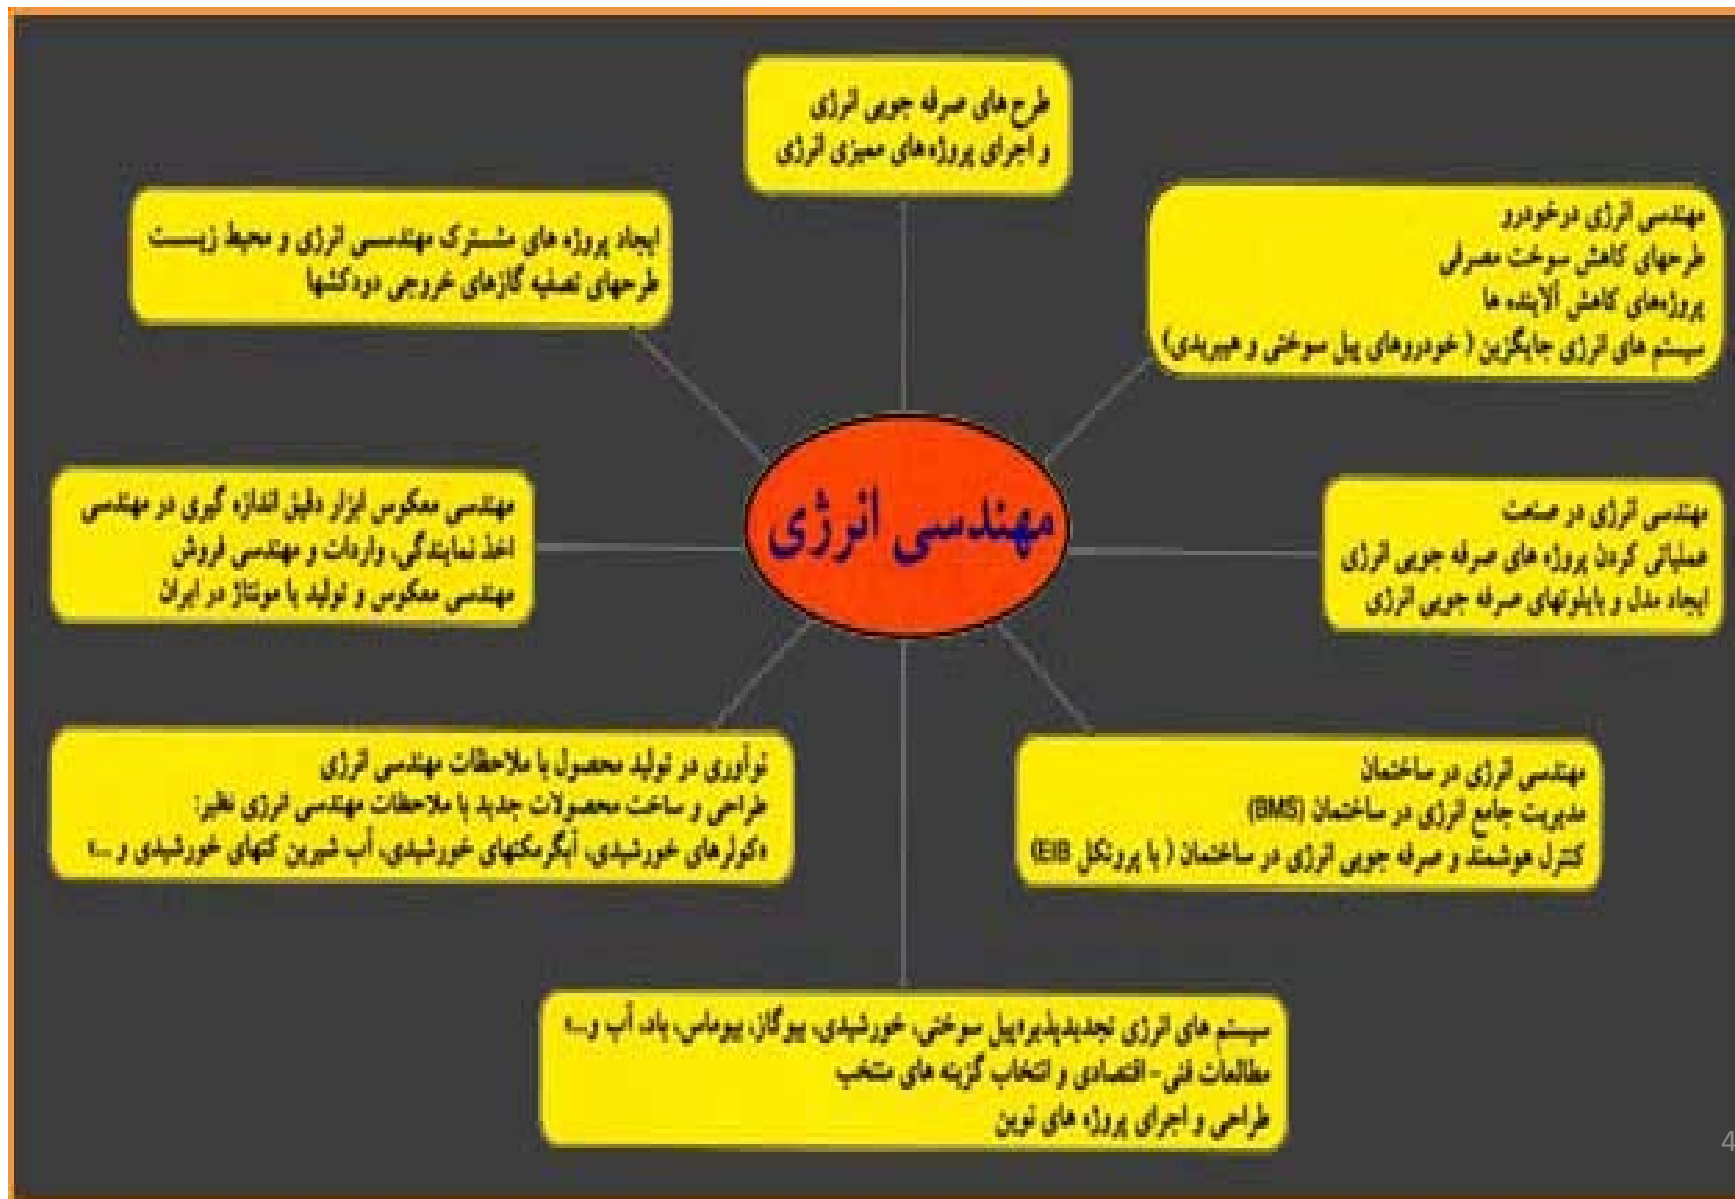 طرح های صرفه جویی انرژی
و اجرای پروژه های ممیزی انرژی
مهندسی انرژی درخودرو
طرحهای کاهش سوخت مصرفی
پروژه‌های کاهش آلاینده ها
سیستم های انرژی جایگزین ( خودروهای پیل سوختی و هیبریدی)
ایجاد پروژه های مشترک مهندسی انرژی و محیط زیست
طرحهای تصفیه گازهای خروجی دودکشها
مهندسی انرژی
مهندسی انرژی در صنعت
عملیاتی کردن پروژه های صرفه جویی انرژی
ایجاد مدل و پایلوتهای صرفه جویی انرژی
مهندسی معکوس ابزار دقیق اندازه گیری در مهندسی
اخذ نمایندگی، واردات و مهندسی فروش
مهندسی معکوس و تولید یا مونتاژ در ایران
مهندسی انرژی در ساختمان
مدیریت جامع انرژی در ساختمان (BMS)
کنترل هوشمند و صرفه جویی انرژی در ساختمان ( با پروتکل EIB)
نوآوری در تولید محصول با ملاحظات مهندسی انرژی
طراحی و ساخت محصولات جدید با ملاحظات مهندسی انرژی نظیر:
«کولرهای خورشیدی، آبگرمکنهای خورشیدی، آب شیرین کنهای خورشیدی و ...»
سیستم های انرژی تجدیدپذیر«پیل سوختی، خورشیدی، بیوگاز، بیوماس، باد، آب و...»
مطالعات فنی- اقتصادی و انتخاب گزینه های منتخب
طراحی و اجرای پروژه های نوین
4